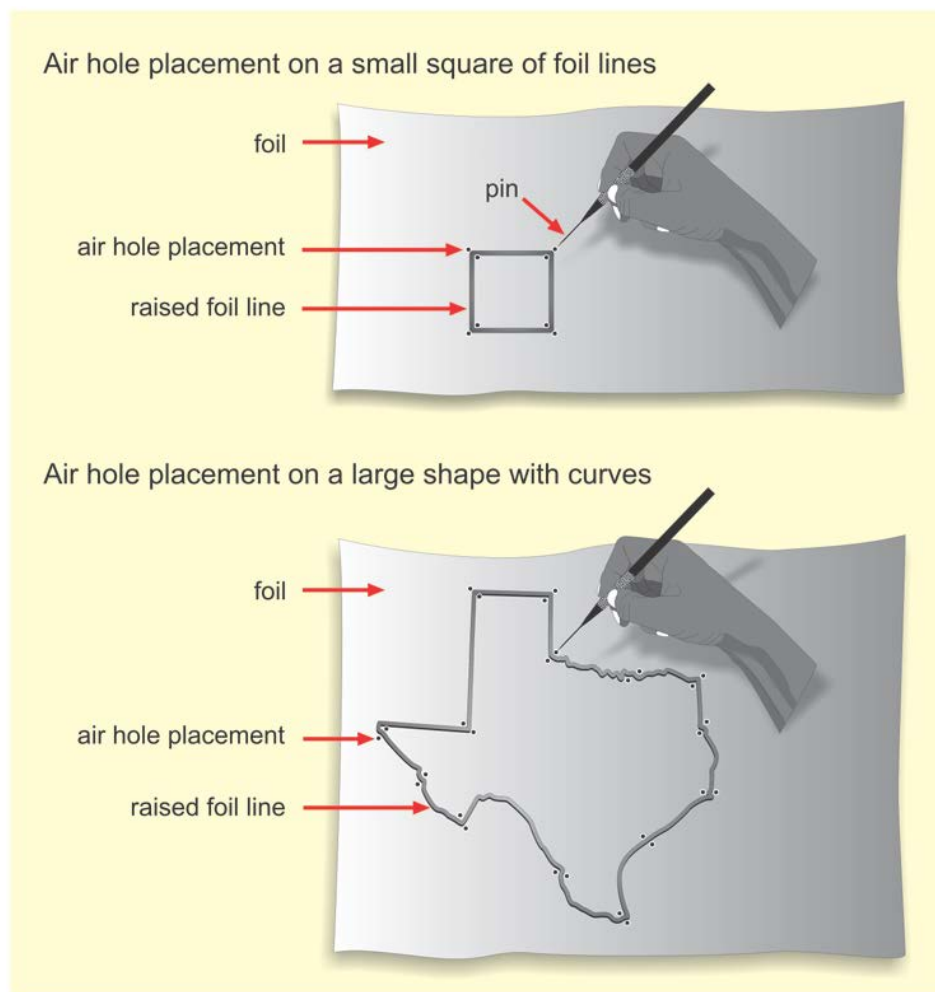 Air hole placement on a small square of foil lines
foil
pin
air hole placement
raised foil line
Air hole placement on a large shape with curves
foil
air hole placement
raised foil line